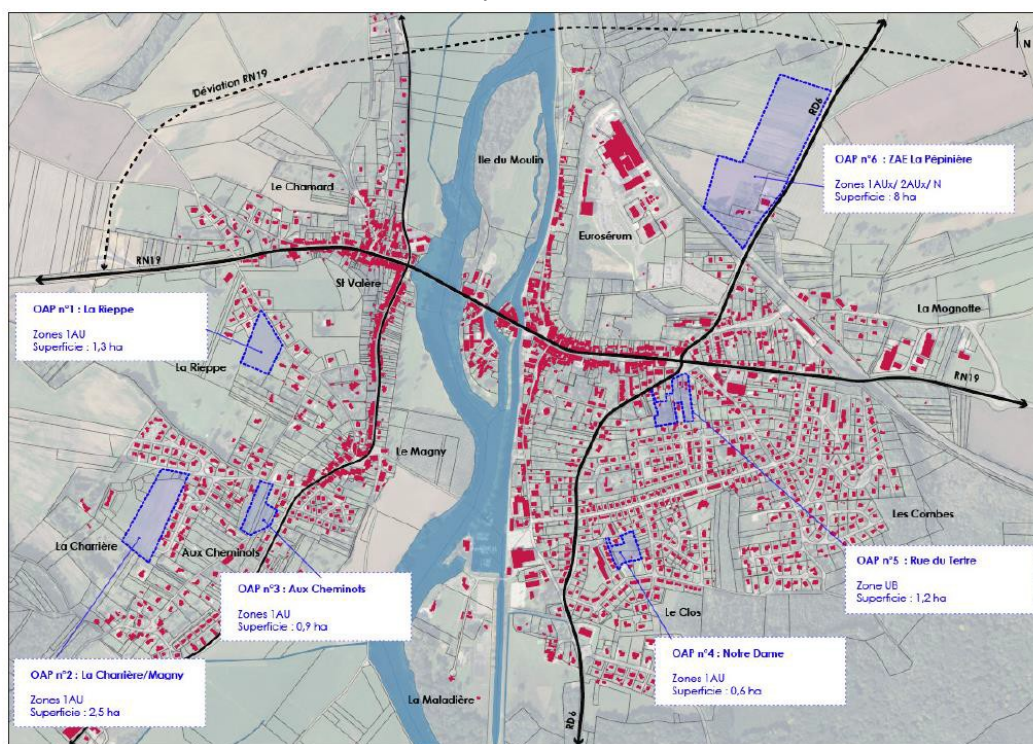 N
Déviation RN19
RD6
Ile du Moulin
OAP n°6 : ZAE La Pépinière
Zones 1AUx/ 2AUx/ N
Superficie : 8 ha
Le Chamard
Eurosérum
RN19
St Valère
OAP n°1 : La Rieppe
Zones 1AU
Superficie : 1,3 ha
La Mognotte
La Rieppe
RN19
Le Magny
Les Combes
La Charrière
Aux Cheminots
OAP n°5 : Rue du Tertre
Zone UB
Superficie : 1,2 ha
OAP n°3 : Aux Cheminots
Zones 1AU
Superficie : 0,9 ha
Le Clos
OAP n°4 : Notre Dame
Zones 1AU
Superficie : 0,6 ha
OAP n°2 : La Charrière/Magny
Zones 1AU
Superficie : 2,5 ha
La Maladière
RD6